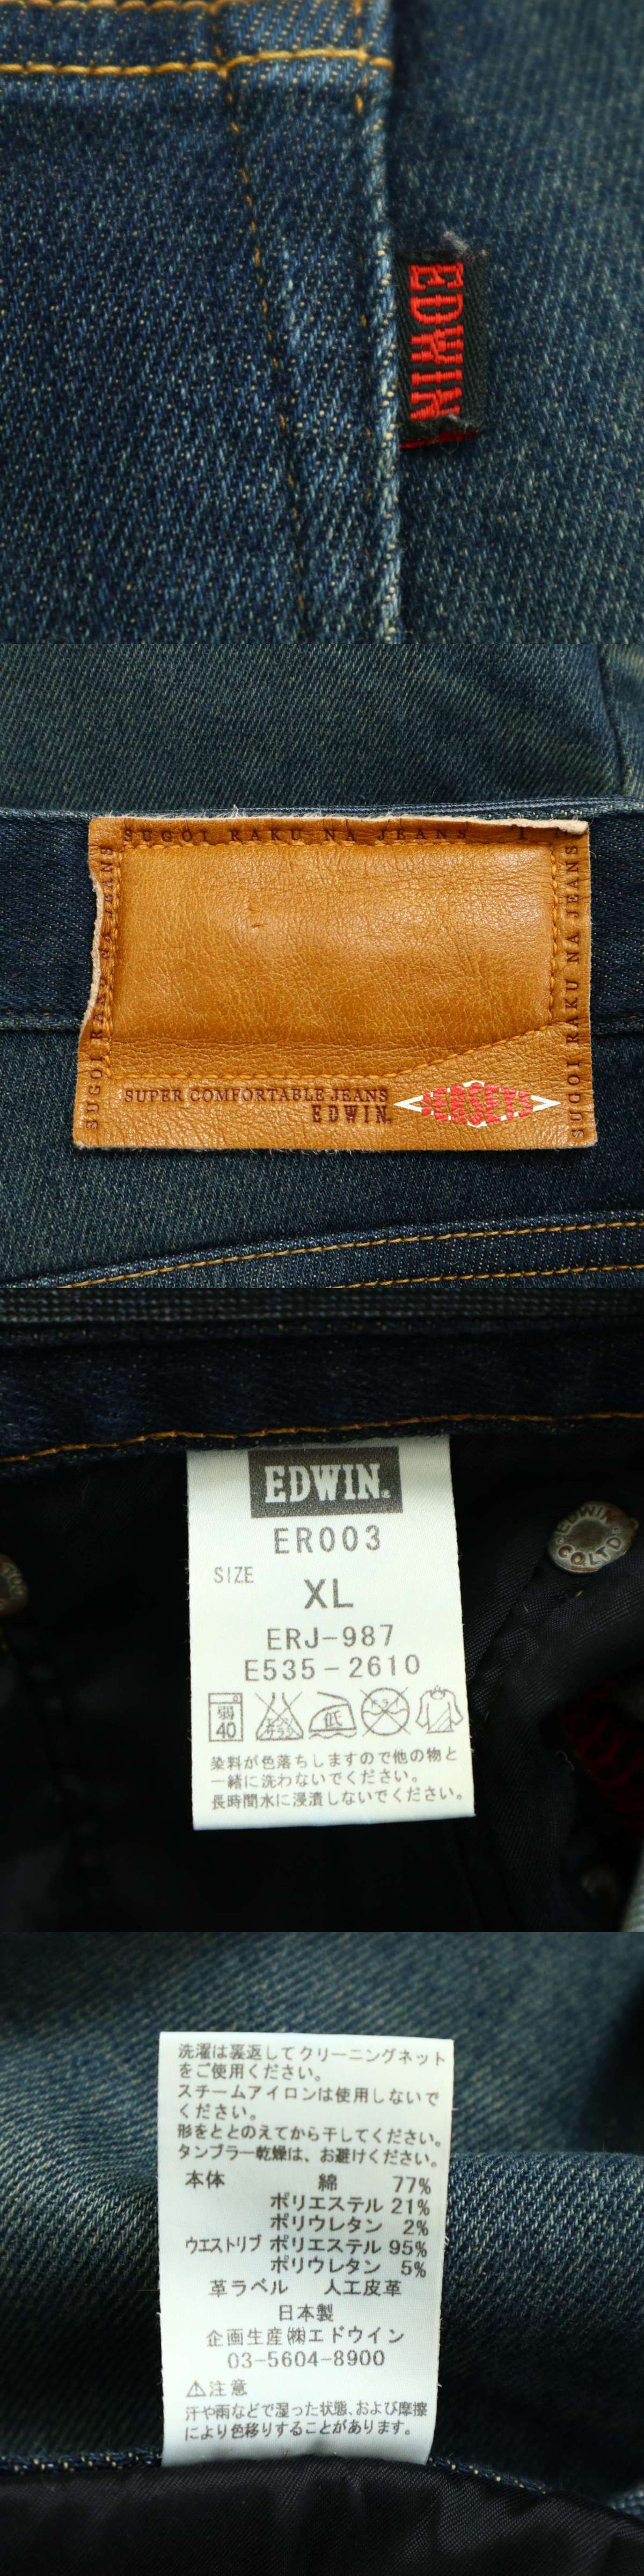 EDWIN
SUGOI RAKU NA JEANS
SUGOI RAKU NA JEANS
SUGOI RAKU NA JEANS
SUPER COMFORTABLE JEANS
EDWIN
JERSEYS
EDWIN
ER003
SIZE
XL
ERJ-987
E535-2610
弱
40
エンソ
サラシ
低
ドライ
EDWIN
CO.LTD
染料が色落ちしますので他の物と
一緒に洗わないでください。
長時間水に浸漬しないでください。
洗濯は裏返してクリーニングネット
をご使用ください。
スチームアイロンは使用しないで
ください。
形をととのえてから干してください。
タンブラー乾燥は、お避けください。
本体 綿 77%
ポリエステル 21%
ポリウレタン 2%
ウエストリブ ポリエステル 95%
ポリウレタン 5%
革ラベル 人工皮革
日本製
企画生産㈱エドウイン
03-5604-8900
⚠注意
汗や雨などで湿った状態、および摩擦
により色移りすることがあります。